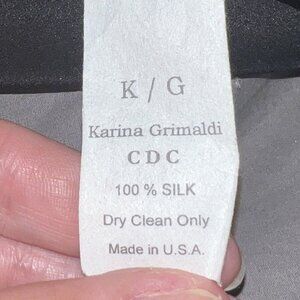 K / G
Karina Grimaldi
CDC
100 % SILK
Dry Clean Only
Made in U.S.A.